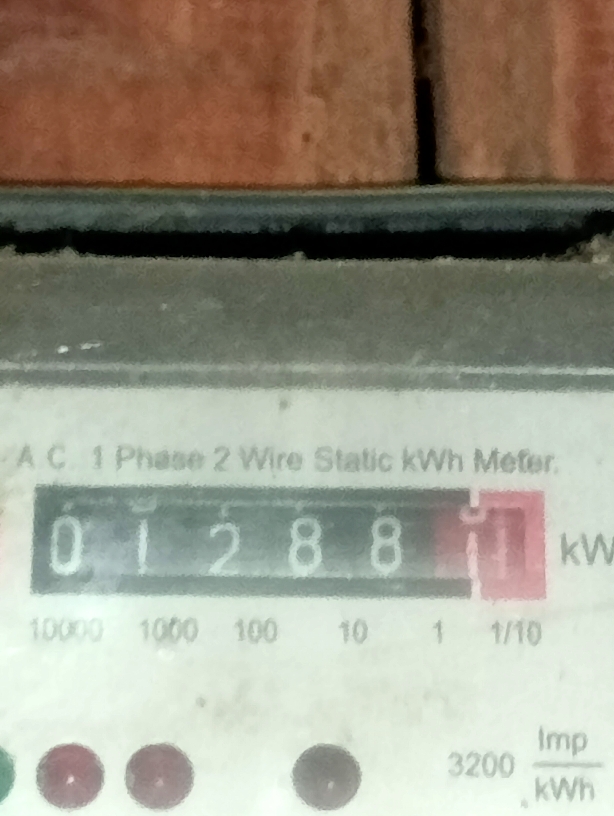 A.C. 1 Phase 2 Wire Static kWh Meter.
0 1 2 8 8 1 kW
10000 1000 100 10 1 1/10
3200 Imp/kWh